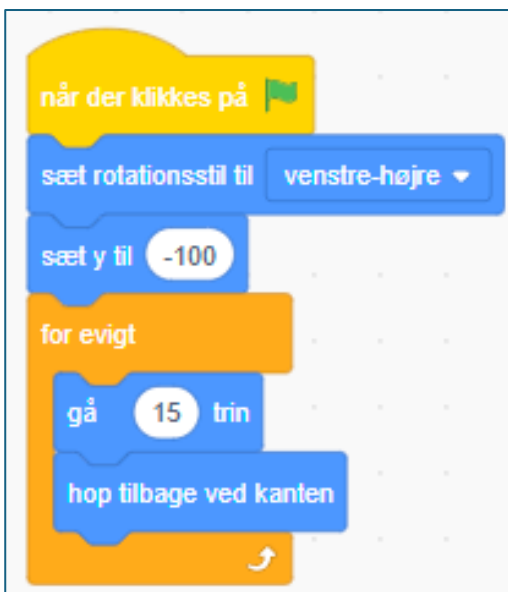 når der klikkes på
sæt rotationsstil til venstre-højre
sæt y til -100
for evigt
gå 15 trin
hop tilbage ved kanten